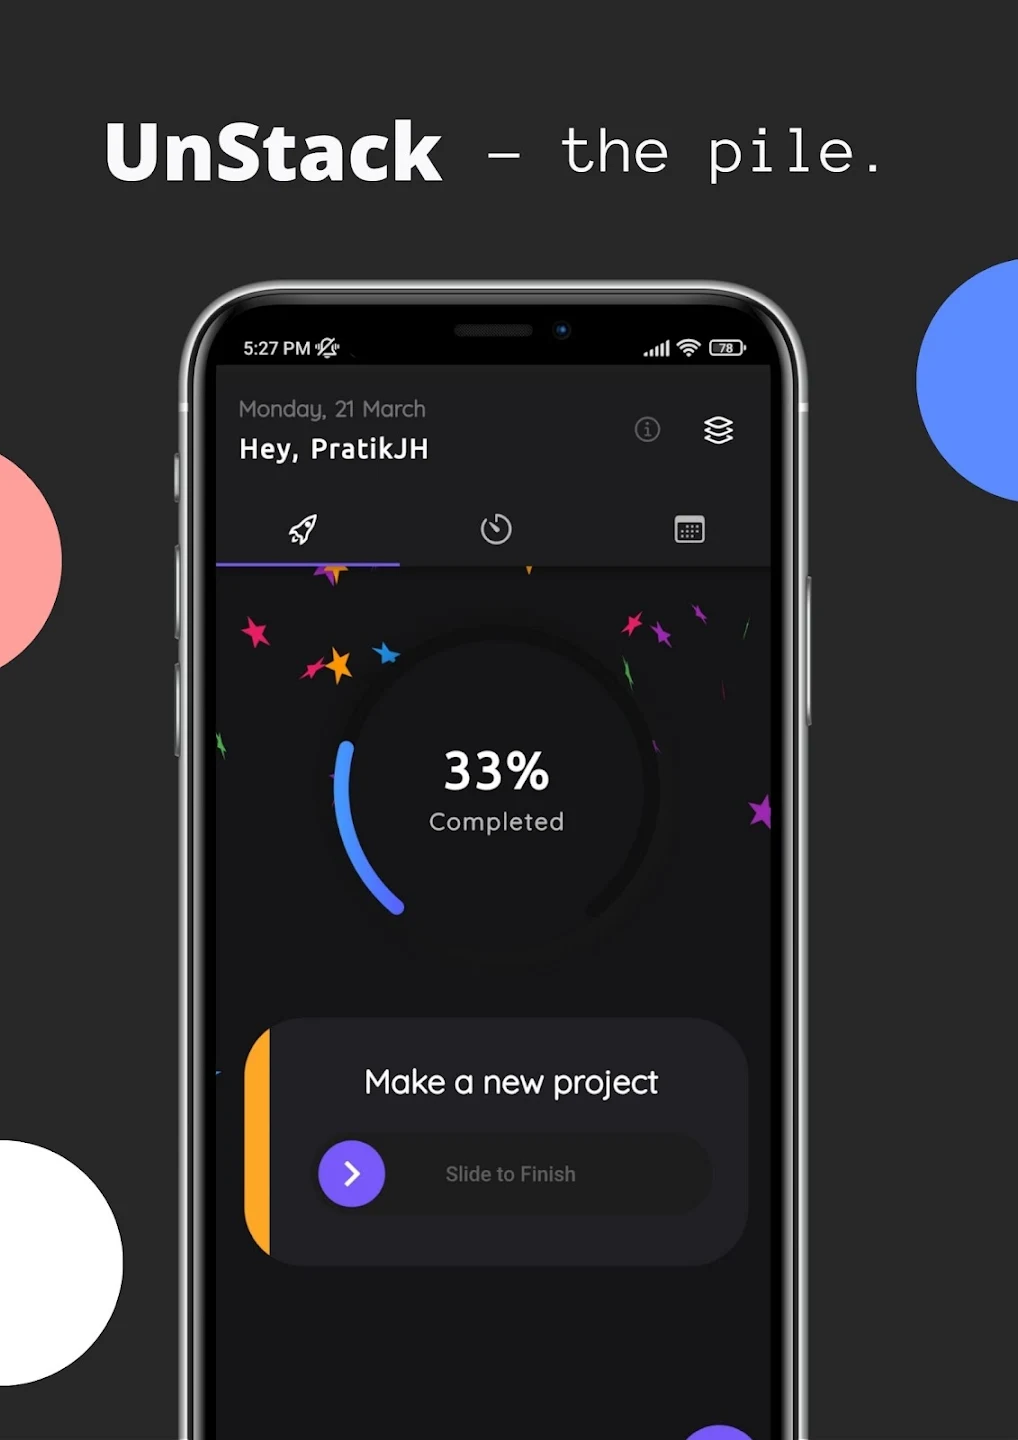 UnStack – the pile.
5:27 PM 78
Monday, 21 March
Hey, PratikJH
33%
Completed
Make a new project
Slide to Finish